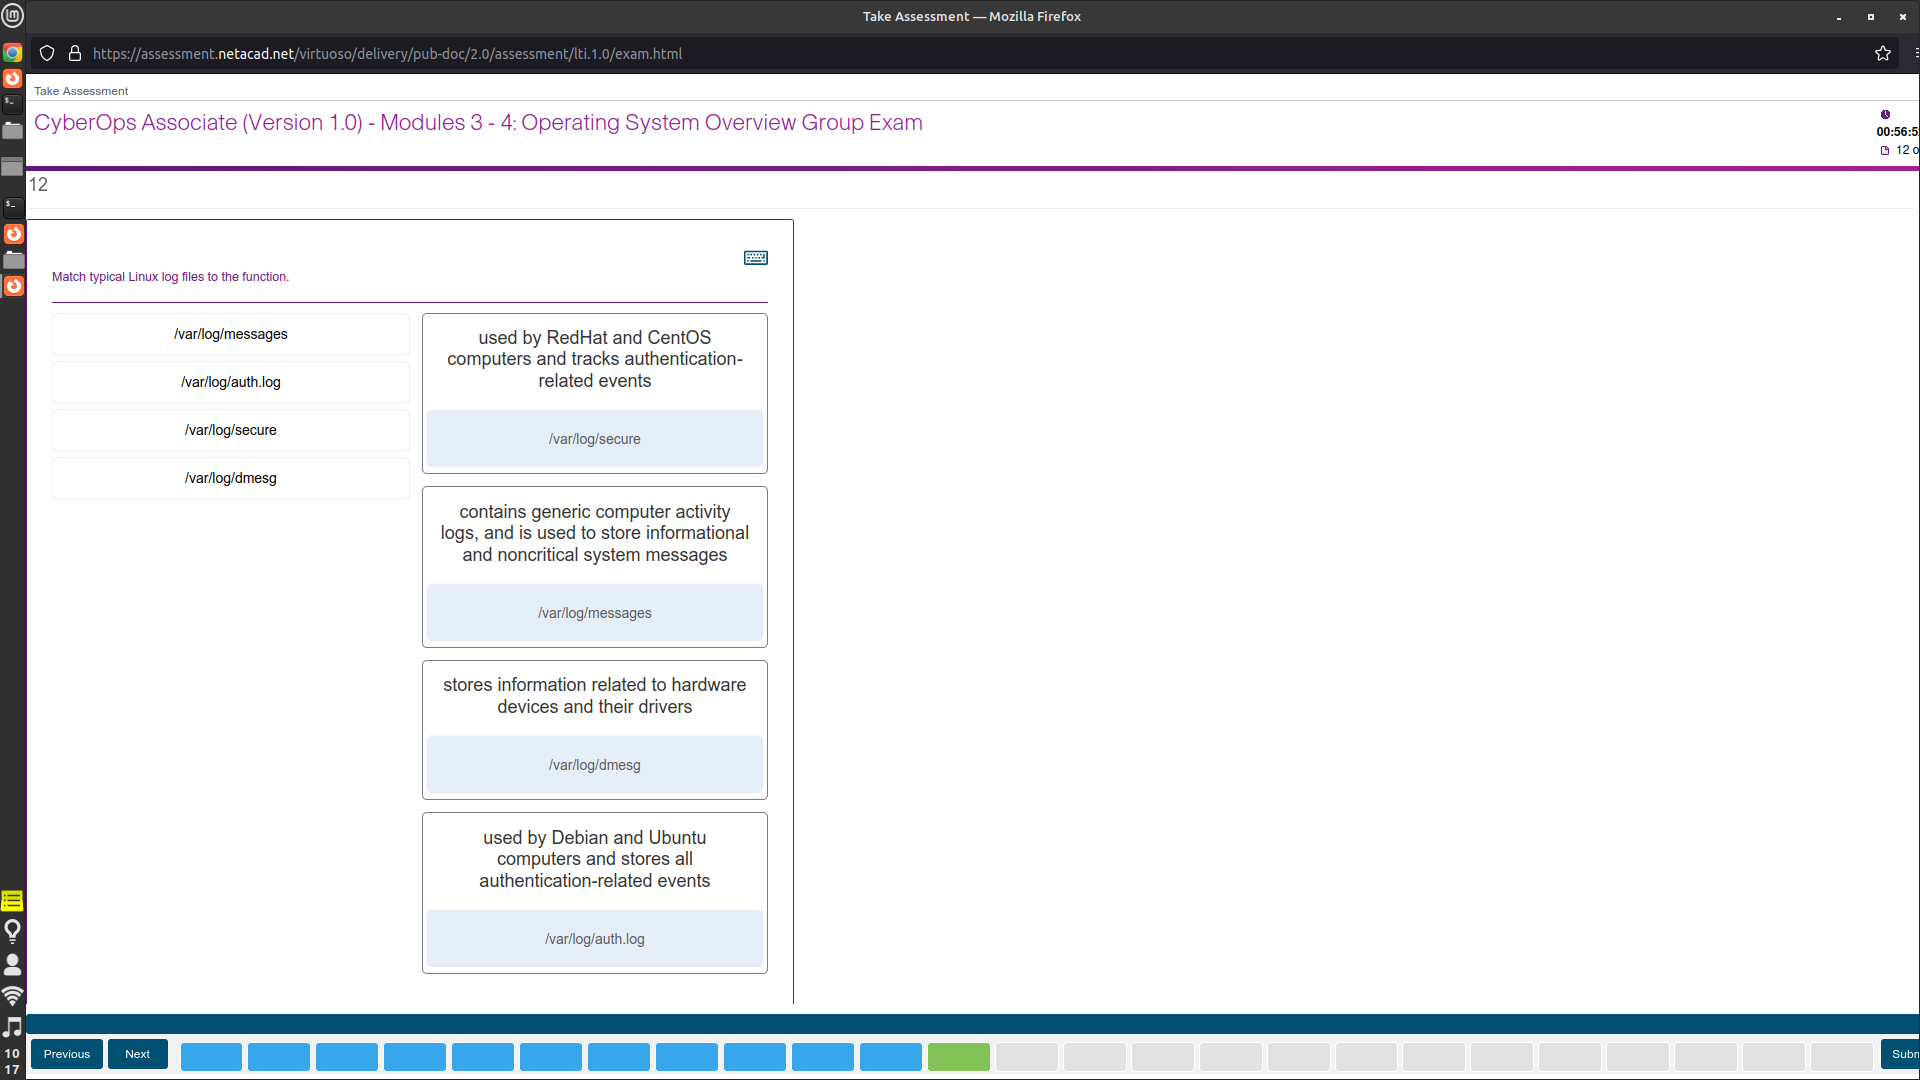 Take Assessment — Mozilla Firefox
https://assessment.netacad.net/virtuoso/delivery/pub-doc/2.0/assessment/lti.1.0/exam.html
Take Assessment
CyberOps Associate (Version 1.0) - Modules 3 - 4: Operating System Overview Group Exam
00:56:5
12 o
12
Match typical Linux log files to the function.
/var/log/messages
/var/log/auth.log
/var/log/secure
/var/log/dmesg
used by RedHat and CentOS
computers and tracks authentication-
related events
/var/log/secure
contains generic computer activity
logs, and is used to store informational
and noncritical system messages
/var/log/messages
stores information related to hardware
devices and their drivers
/var/log/dmesg
used by Debian and Ubuntu
computers and stores all
authentication-related events
/var/log/auth.log
Previous
Next
10
17